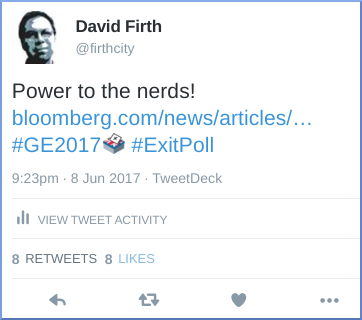 David Firth
@firthcity
Power to the nerds!
bloomberg.com/news/articles/…
#GE2017🗳 #ExitPoll
9:23pm · 8 Jun 2017 · TweetDeck
VIEW TWEET ACTIVITY
8 RETWEETS 8 LIKES